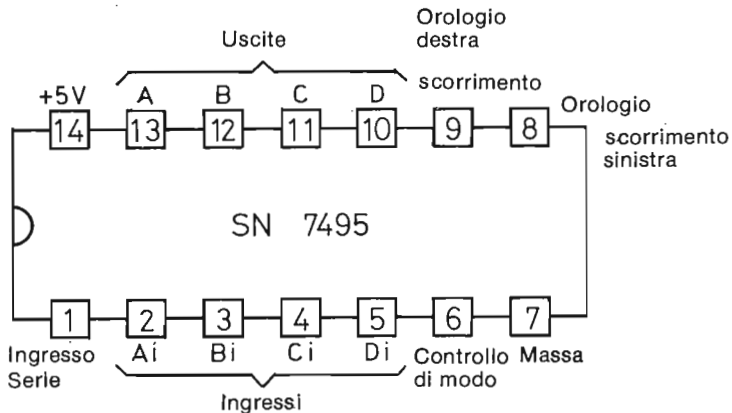 Orologio
destra
scorrimento
Uscite
+5V A B C D
Orologio
scorrimento
sinistra
14 13 12 11 10 9 8
SN 7495
1 2 3 4 5 6 7
Ingresso
Serie
Ai Bi Ci Di
Controllo
di modo
Massa
Ingressi